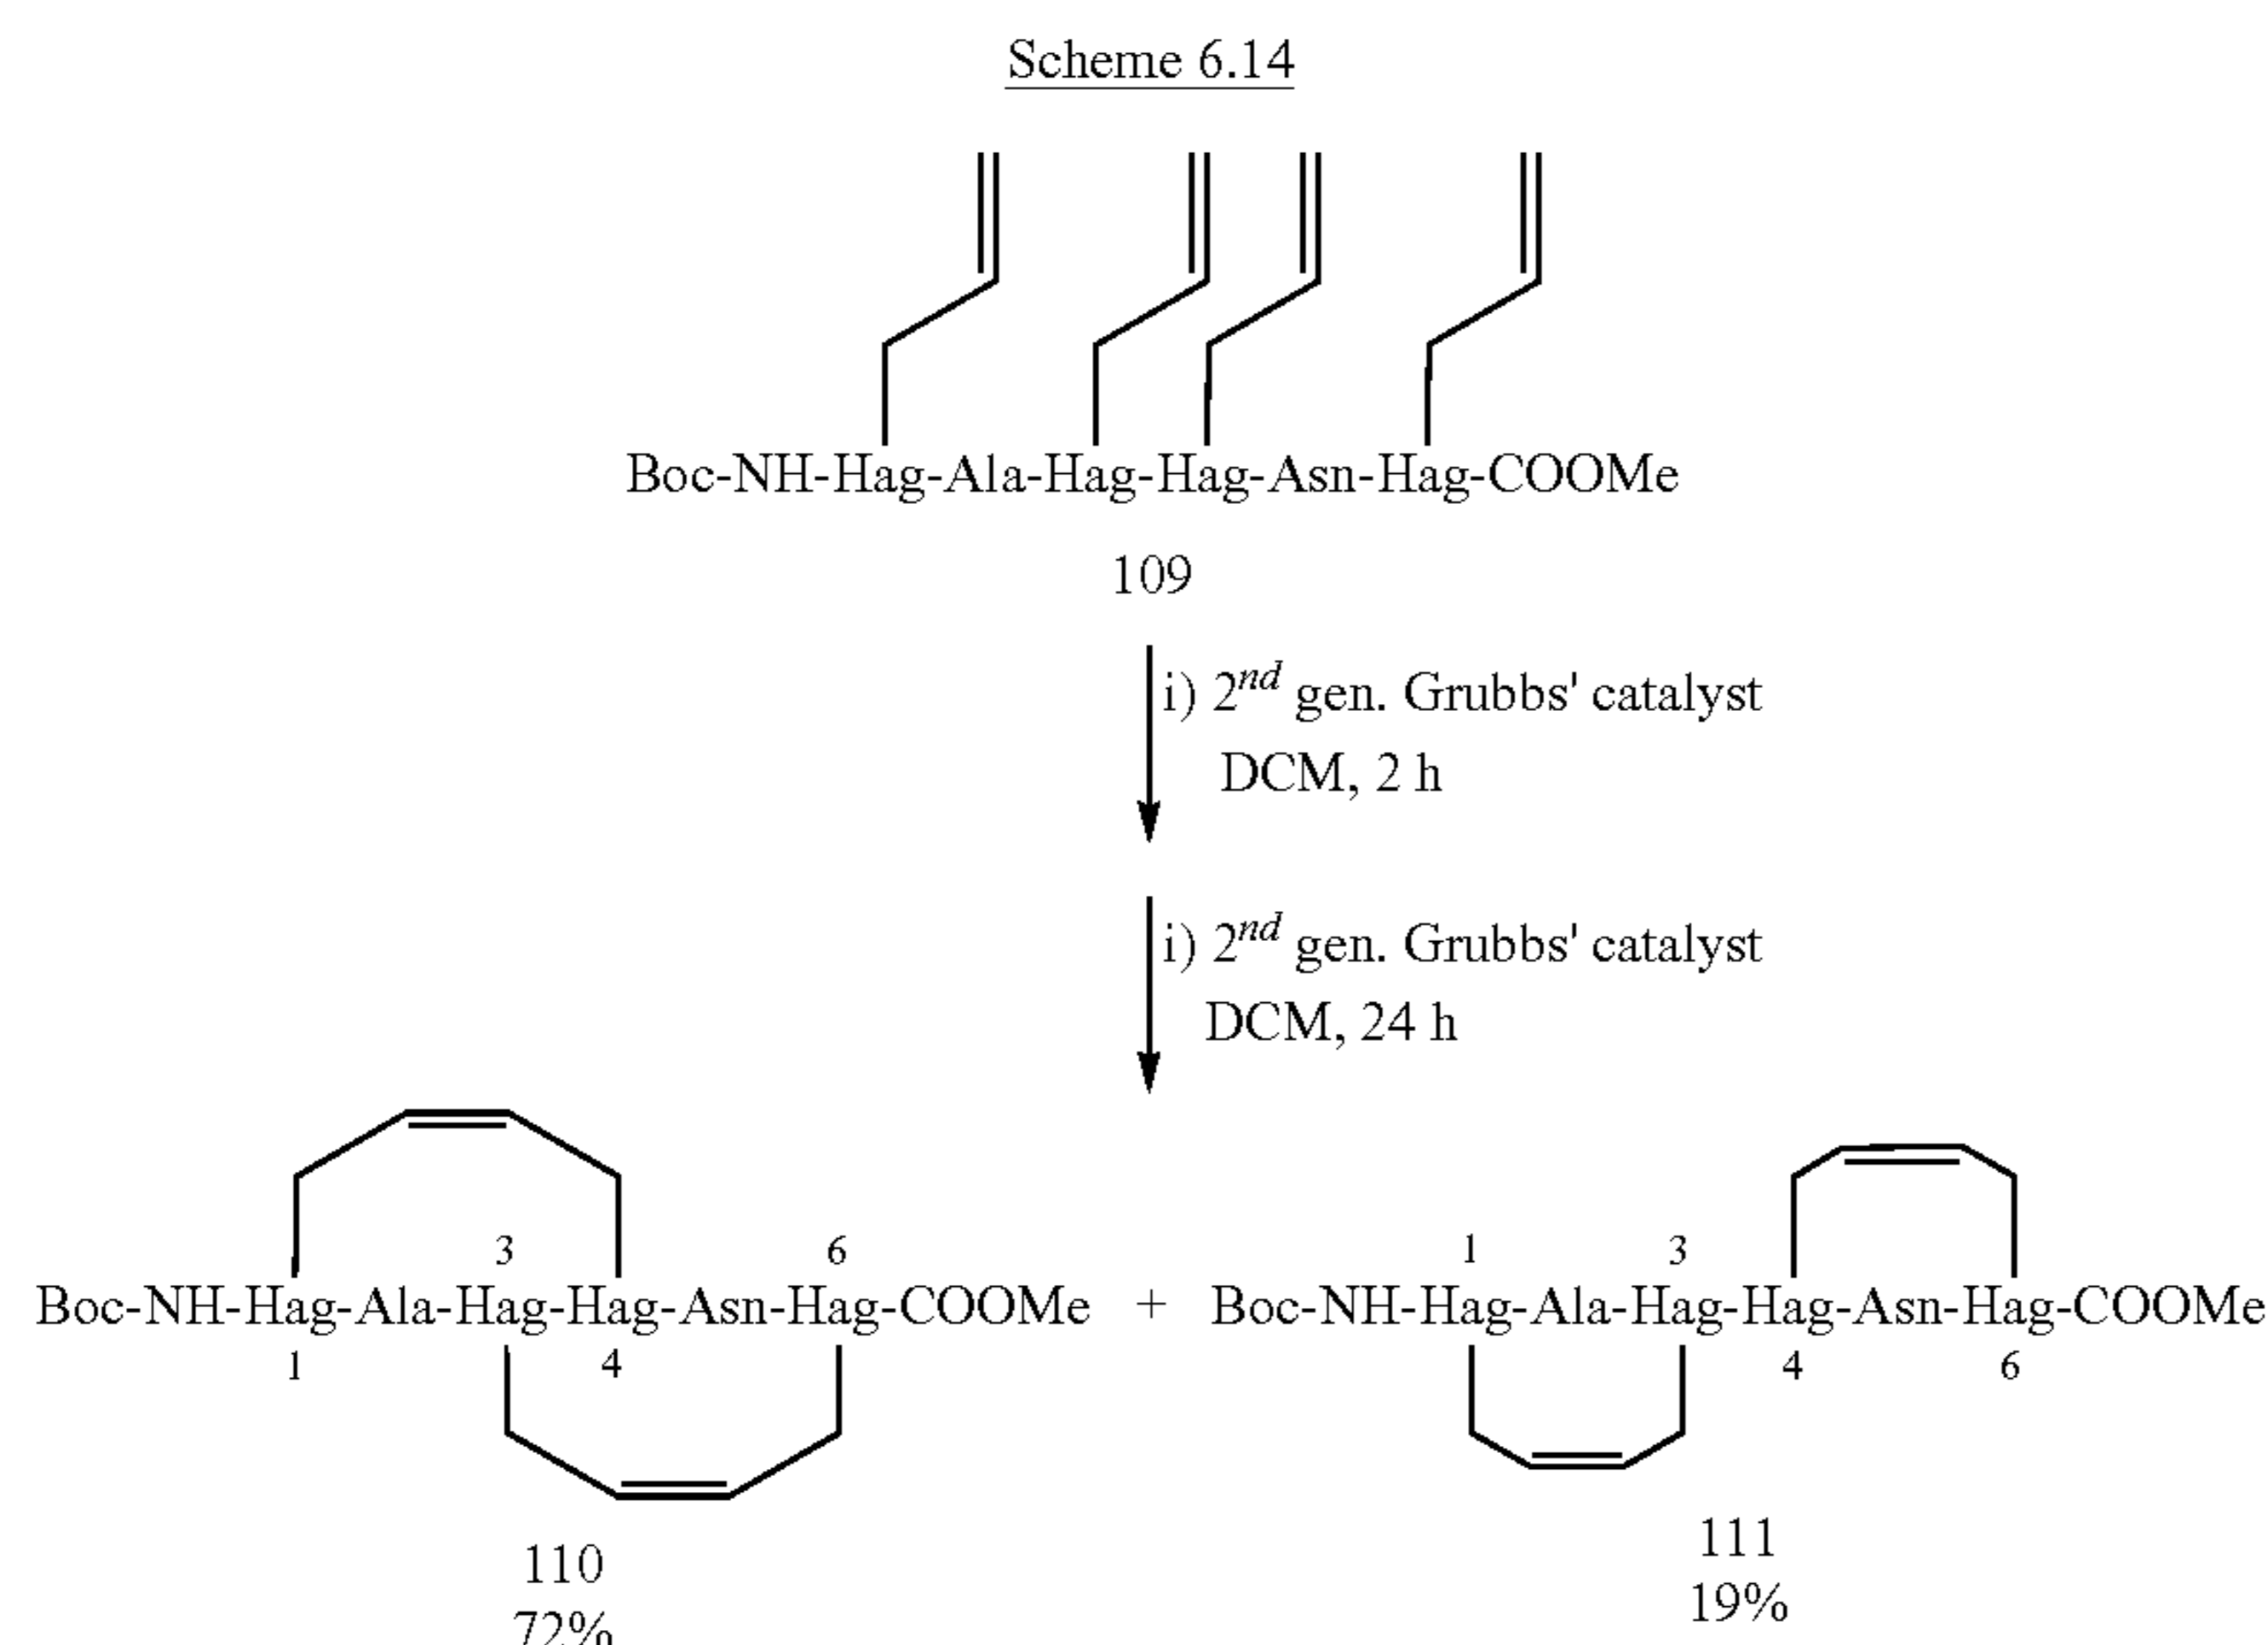 Scheme 6.14
Boc-NH-Hag-Ala-Hag-Hag-Asn-Hag-COOMe
109
i) 2nd gen. Grubbs' catalyst
DCM, 2 h
i) 2nd gen. Grubbs' catalyst
DCM, 24 h
3 6
Boc-NH-Hag-Ala-Hag-Hag-Asn-Hag-COOMe
1 4
+
1 3
Boc-NH-Hag-Ala-Hag-Hag-Asn-Hag-COOMe
4 6
110
72%
111
19%